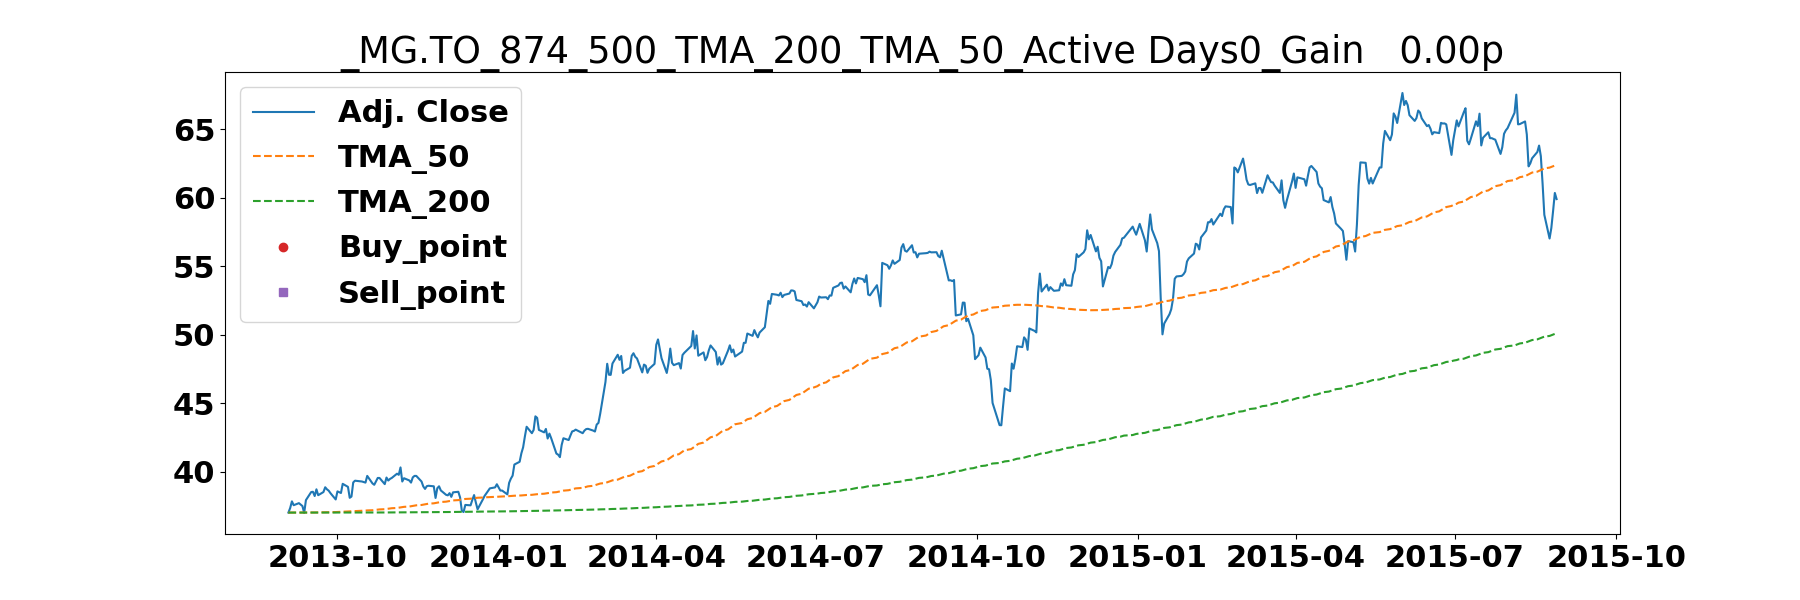 _MG.TO_874_500_TMA_200_TMA_50_Active Days0_Gain   0.00p
Adj. Close
TMA_50
TMA_200
Buy_point
Sell_point
65
60
55
50
45
40
2013-10 2014-01 2014-04 2014-07 2014-10 2015-01 2015-04 2015-07 2015-10